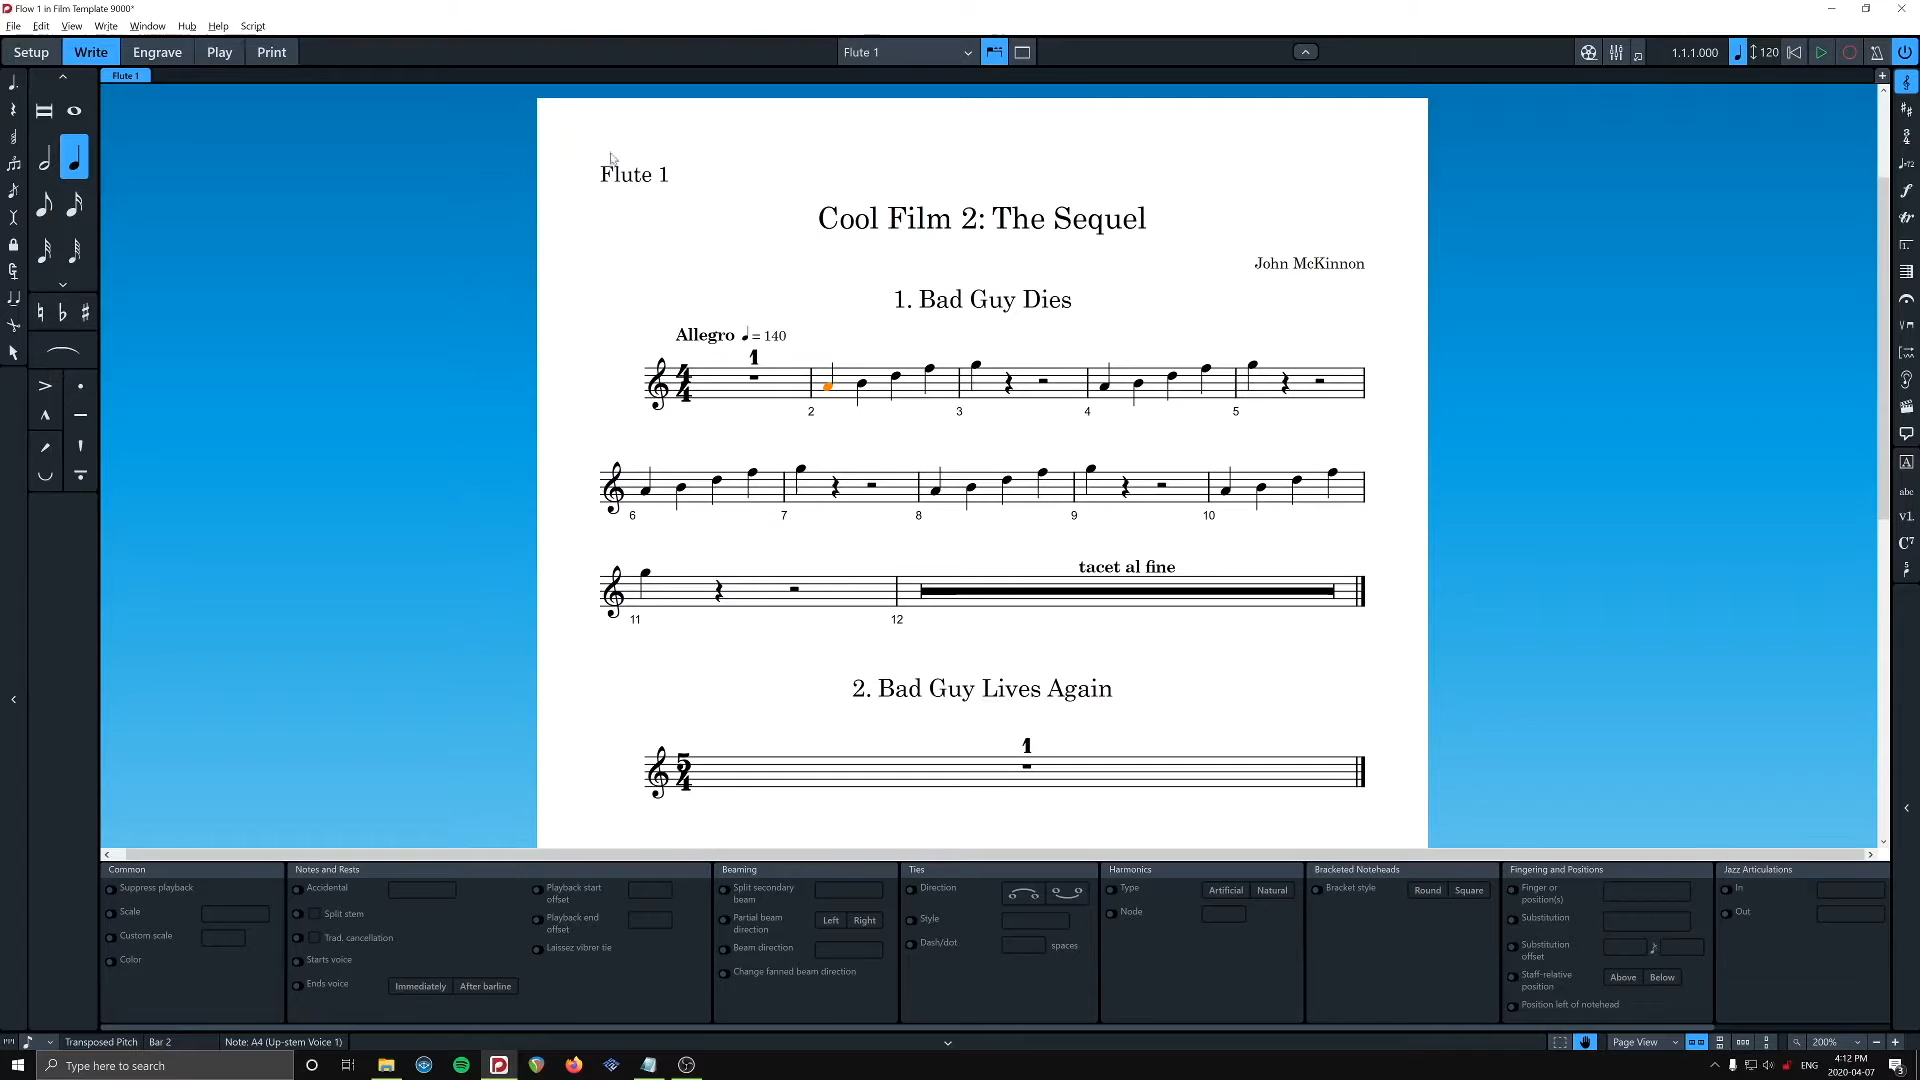 Flow 1 in Film Template 9000*
File Edit View Write Window Hub Help Script
Setup Write Engrave Play Print Flute 1 1.1.1.000 120
Flute 1
Flute 1
Cool Film 2: The Sequel
John McKinnon
1. Bad Guy Dies
Allegro = 140
1
4
4
2 3 4 5
6 7 8 9 10
tacet al fine
11 12
2. Bad Guy Lives Again
1
5
4
Common
Suppress playback
Scale
Custom scale
Color
Notes and Rests
Accidental
Split stem
Trad. cancellation
Starts voice
Ends voice Immediately After barline
Playback start
offset
Playback end
offset
Laissez vibrer tie
Beaming
Split secondary
beam
Partial beam
direction Left Right
Beam direction
Change fanned beam direction
Ties
Direction
Style
Dash/dot spaces
Harmonics
Type Artificial Natural
Node
Bracketed Noteheads
Bracket style Round Square
Fingering and Positions
Finger or
position(s)
Substitution
Substitution
offset
Staff-relative
position Above Below
Position left of notehead
Jazz Articulations
In
Out
Transposed Pitch Bar 2 Note: A4 (Up-stem Voice 1) Page View 200%
Type here to search ENG 4:12 PM
2020-04-07